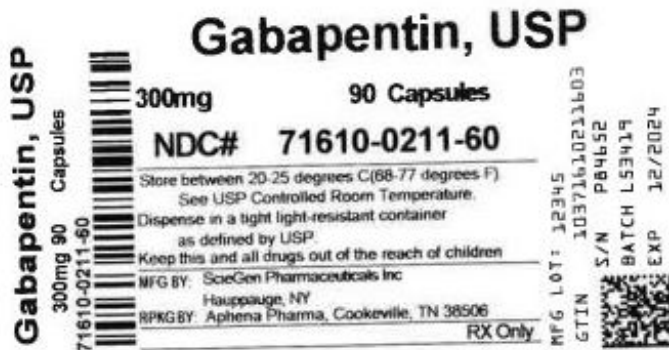 Gabapentin, USP
300mg 90 Capsules
71610-0211-60
Gabapentin, USP
300mg 90 Capsules
NDC# 71610-0211-60
Store between 20-25 degrees C(68-77 degrees F)
See USP Controlled Room Temperature.
Dispense in a tight light-resistant container
as defined by USP.
Keep this and all drugs out of the reach of children
MFG BY: ScieGen Pharmaceuticals Inc
Hauppauge, NY
RPKG BY: Aphena Pharma, Cookeville, TN 38506
RX Only
MFG LOT: 12345
GTIN 10371610211603
S/N PB4652
BATCH L53419
EXP 12/2024